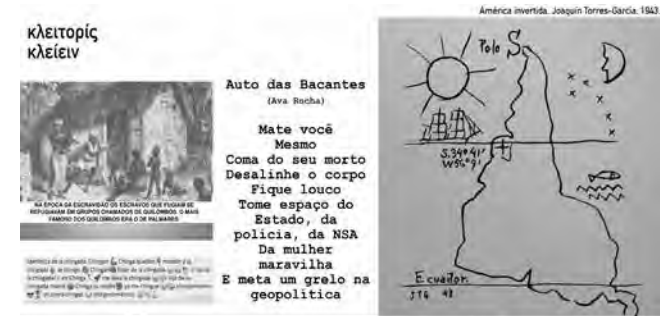 América invertida. Joaquín Torres-García. 1943.
κλειτορίς
κλείειν
NA ÉPOCA DA ESCRAVIDÃO OS ESCRAVOS QUE FUGIAM SE
REFUGIAVAM EM GRUPOS CHAMADOS DE QUILOMBOS. O MAIS
FAMOSO DOS QUILOMBOS ERA O DE PALMARES
Auto das Bacantes
(Ava Rocha)
Mate você
Mesmo
Coma do seu morto
Desalinhe o corpo
Fique louco
Tome espaço do
Estado, da
polícia, da NSA
Da mulher
maravilha
E meta um grelo na
geopolítica
Polo S.
S.34°41'
W56°9'
Ecuador.
JTG 43